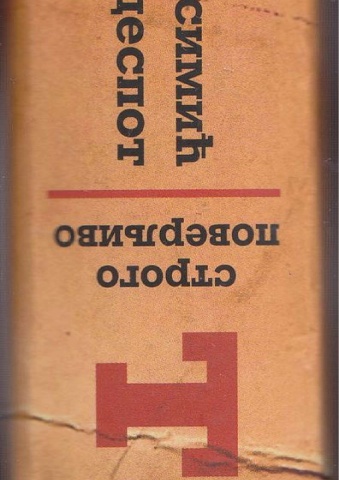 симић
деспот
строго
поверљиво
Т